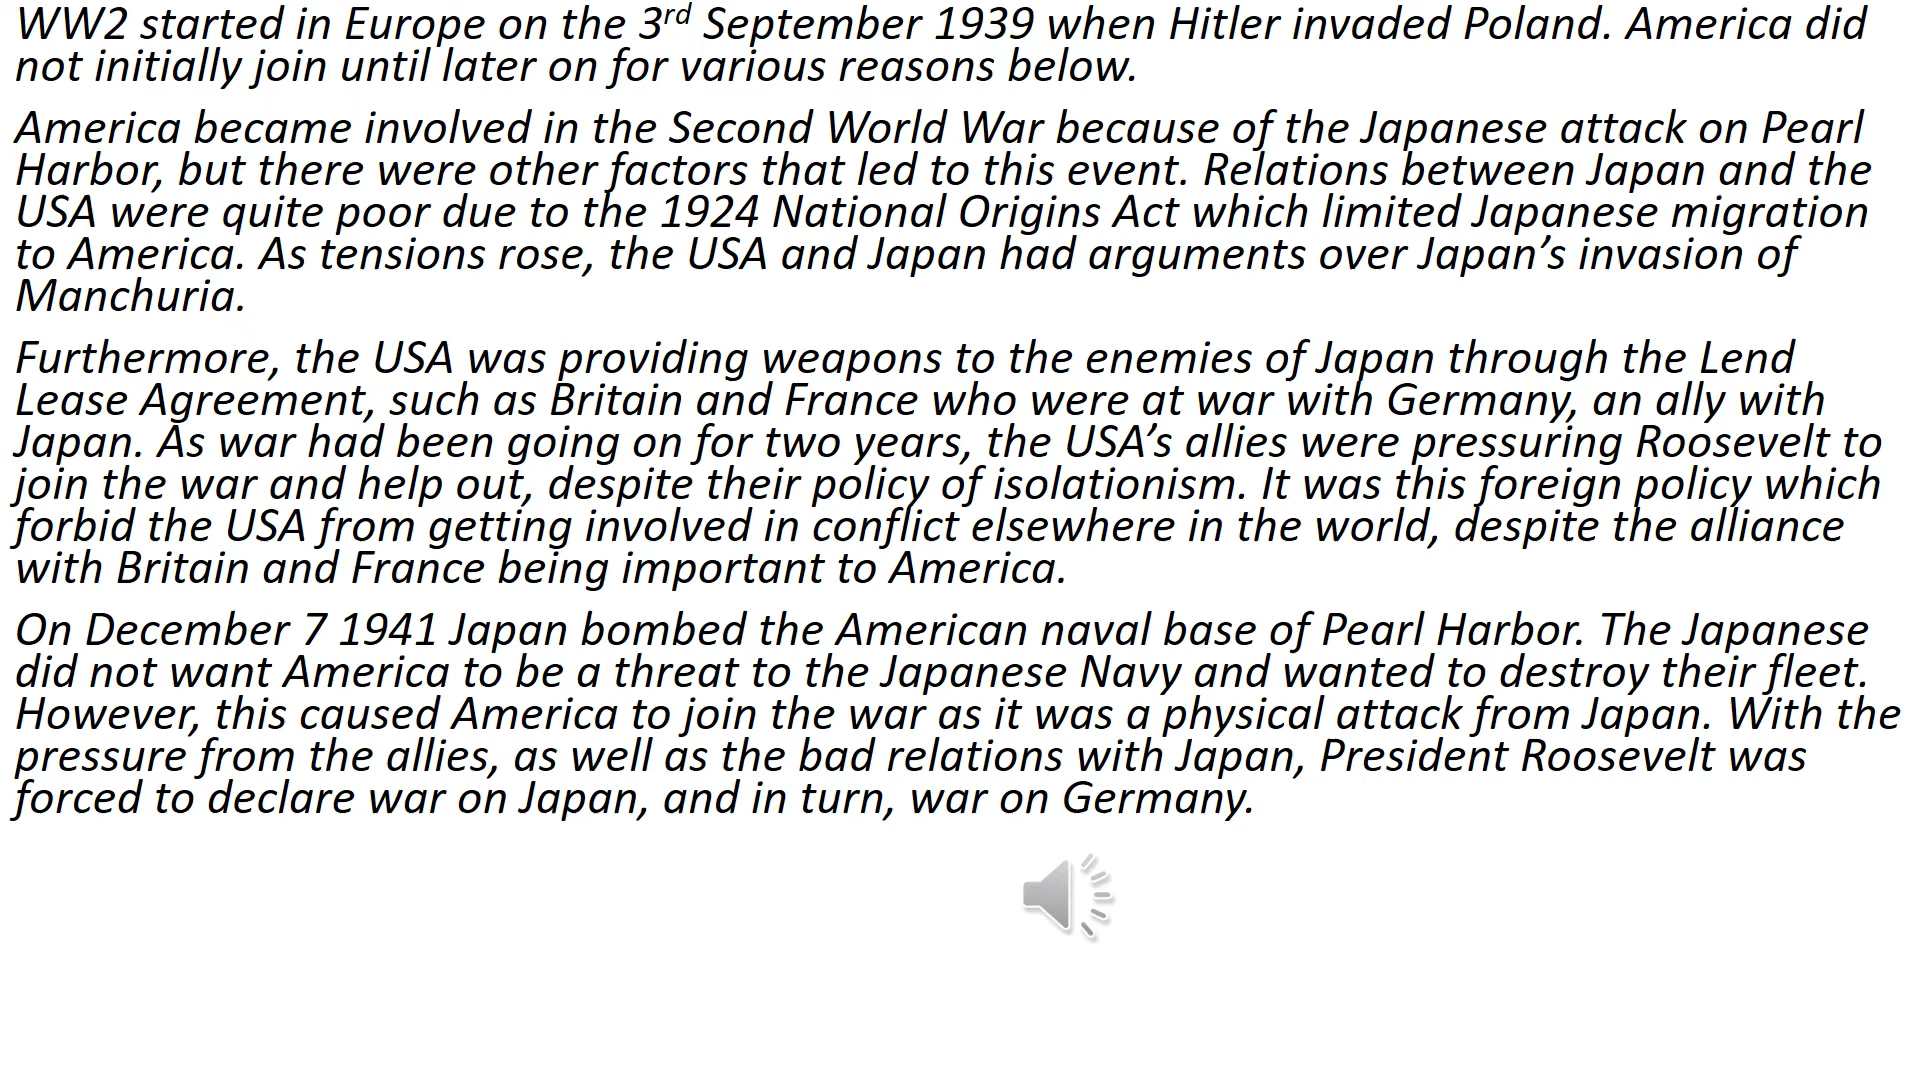 WW2 started in Europe on the 3rd September 1939 when Hitler invaded Poland. America did
not initially join until later on for various reasons below.
America became involved in the Second World War because of the Japanese attack on Pearl
Harbor, but there were other factors that led to this event. Relations between Japan and the
USA were quite poor due to the 1924 National Origins Act which limited Japanese migration
to America. As tensions rose, the USA and Japan had arguments over Japan’s invasion of
Manchuria.
Furthermore, the USA was providing weapons to the enemies of Japan through the Lend
Lease Agreement, such as Britain and France who were at war with Germany, an ally with
Japan. As war had been going on for two years, the USA’s allies were pressuring Roosevelt to
join the war and help out, despite their policy of isolationism. It was this foreign policy which
forbid the USA from getting involved in conflict elsewhere in the world, despite the alliance
with Britain and France being important to America.
On December 7 1941 Japan bombed the American naval base of Pearl Harbor. The Japanese
did not want America to be a threat to the Japanese Navy and wanted to destroy their fleet.
However, this caused America to join the war as it was a physical attack from Japan. With the
pressure from the allies, as well as the bad relations with Japan, President Roosevelt was
forced to declare war on Japan, and in turn, war on Germany.